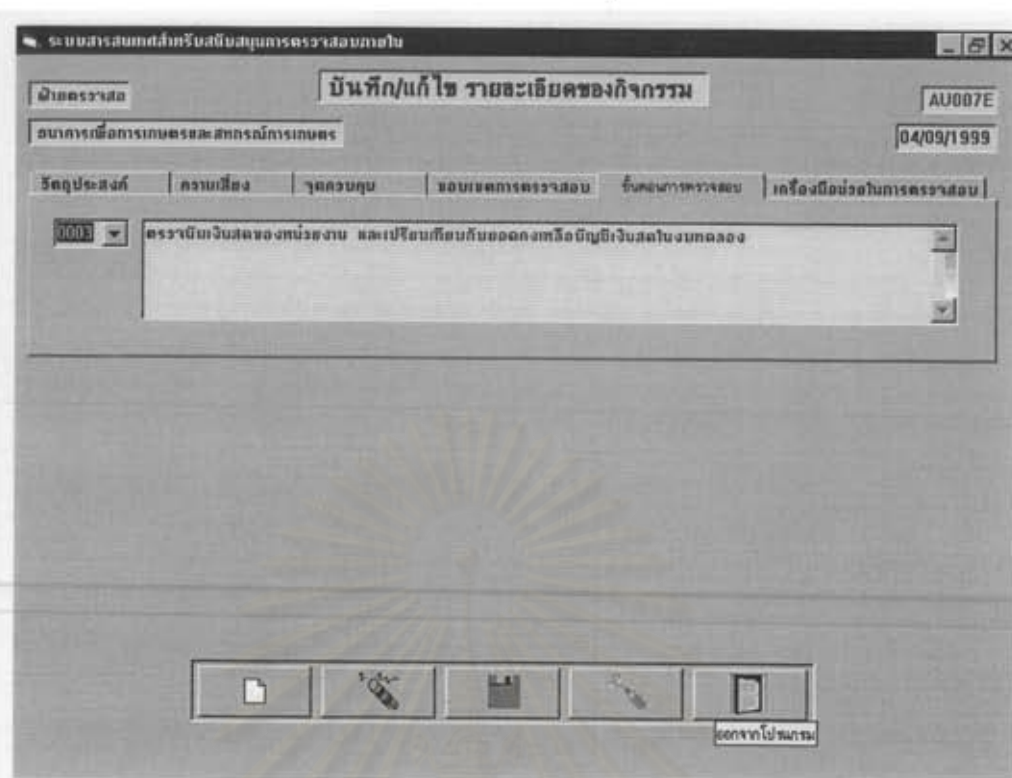 ระบบสารสนเทศสำหรับสนับสนุนการตรวจสอบภายใน
ฝ่ายตรวจสอ
บันทึก/แก้ไข รายละเอียดของกิจกรรม
AU007E
ธนาคารเพื่อการเกษตรและสหกรณ์การเกษตร
04/09/1999
วัตถุประสงค์ ความเสี่ยง จุดควบคุม ขอบเขตการตรวจสอบ ขั้นตอนการตรวจสอบ เครื่องมือช่วยในการตรวจสอบ
0003 ตรวจนับเงินสดของหน่วยงาน และเปรียบเทียบกับยอดคงเหลือบัญชีเงินสดในงบทดลอง
ออกจากโปรแกรม